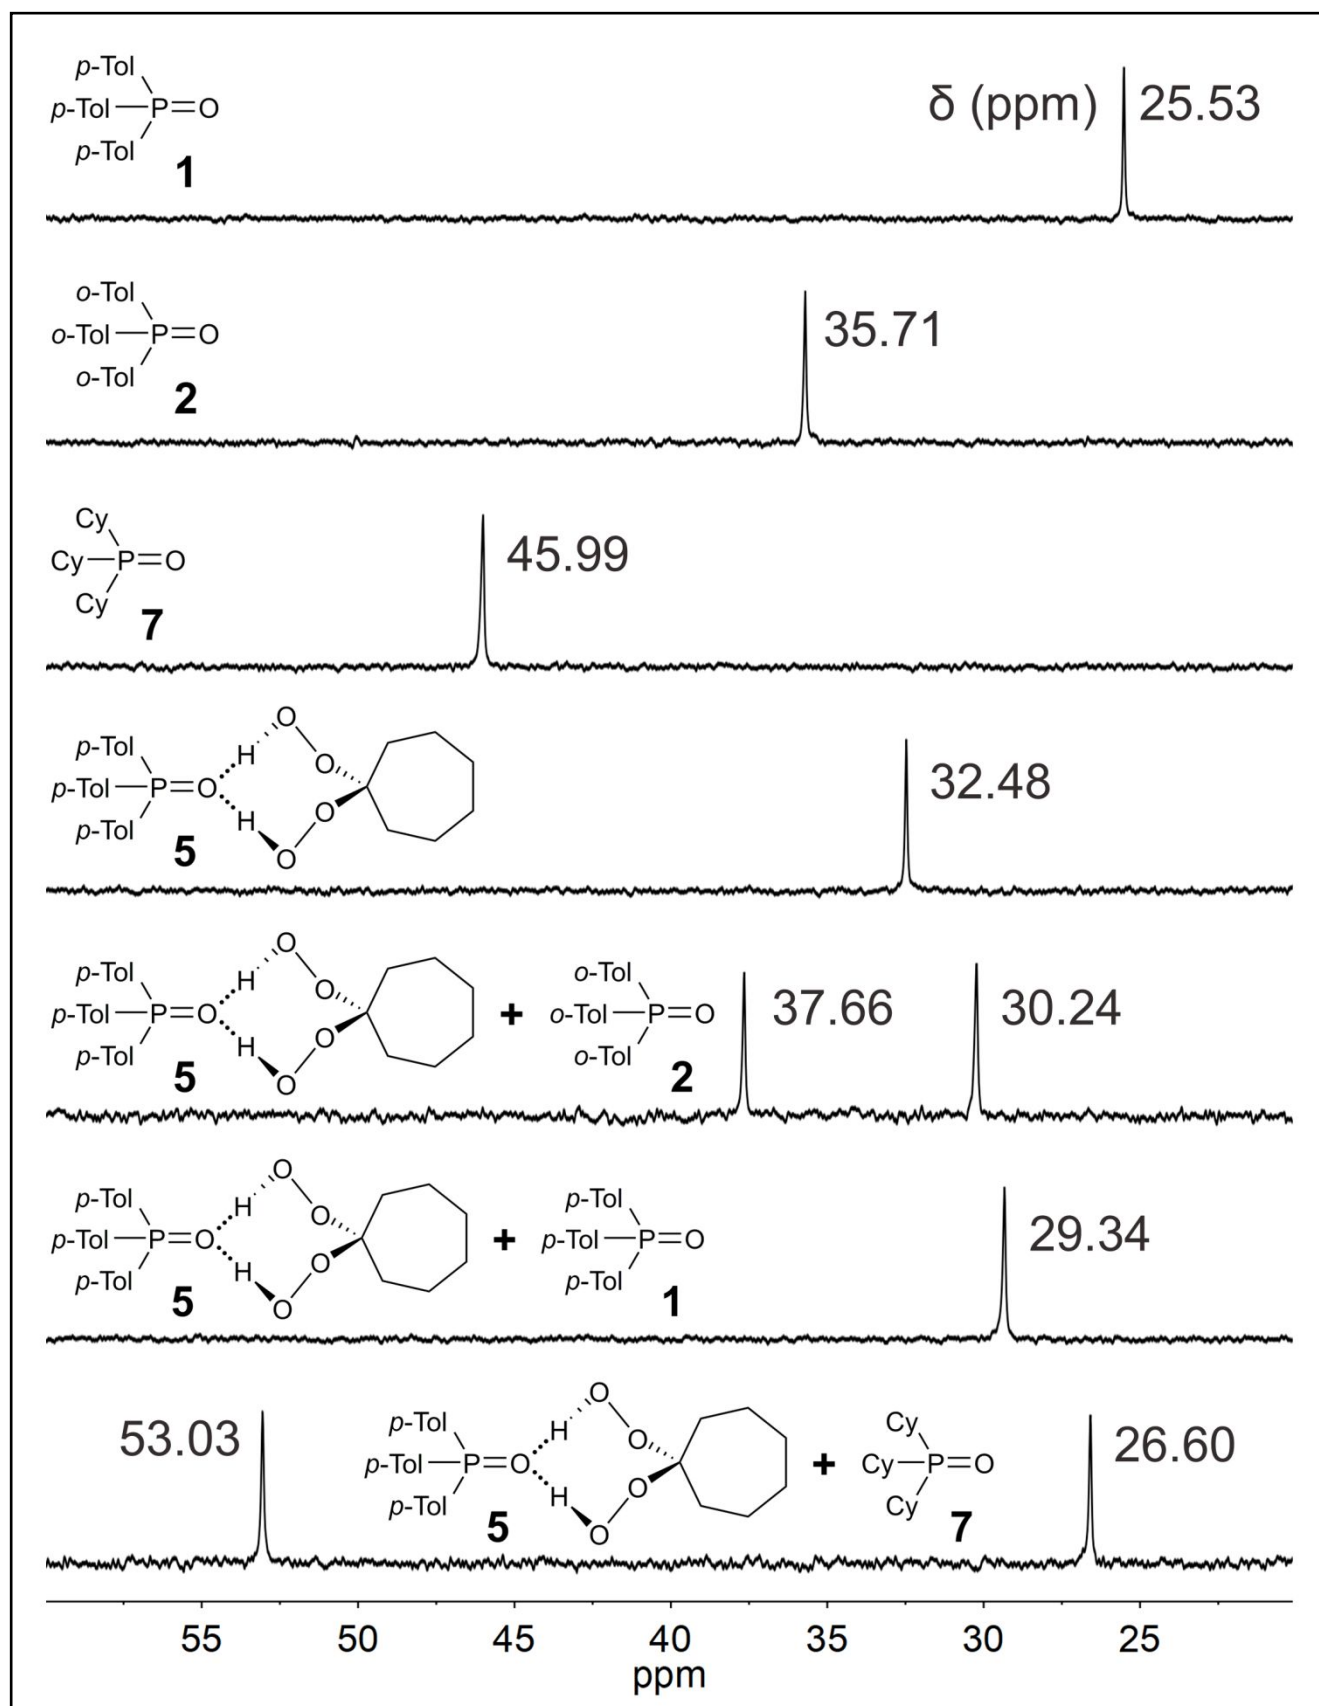 p-Tol
p-Tol P=O
p-Tol
1
δ (ppm) 25.53
o-Tol
o-Tol P=O
o-Tol
2
35.71
Cy
Cy P=O
Cy
7
45.99
O
p-Tol H O
p-Tol P=O
p-Tol H O
O
5
32.48
O
p-Tol H O
p-Tol P=O
p-Tol H O
O
5
+
o-Tol
o-Tol P=O
o-Tol
2
37.66 30.24
O
p-Tol H O
p-Tol P=O
p-Tol H O
O
5
+
p-Tol
p-Tol P=O
p-Tol
1
29.34
53.03
O
p-Tol H O
p-Tol P=O
p-Tol H O
O
5
+
Cy
Cy P=O
Cy
7
26.60
55 50 45 40 35 30 25
ppm